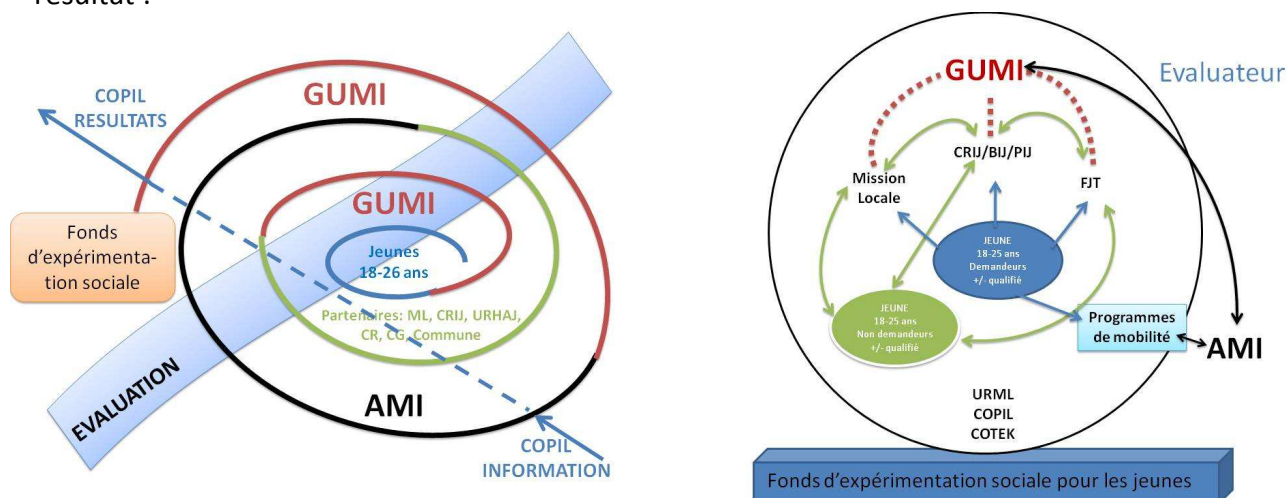 résultat :
GUMI
COPIL
RESULTATS
GUMI
Fonds
d'expérimenta-
tion sociale
Jeunes
18-26 ans
Partenaires: ML, CRIJ, URHAJ,
CR, CG, Commune
EVALUATION
AMI
COPIL
INFORMATION
GUMI
Evaluateur
CRIJ/BIJ/PIJ
Mission
Locale
FJT
JEUNE
18-25 ans
Demandeurs
+/- qualifié
JEUNE
18-25 ans
Non demandeurs
+/- qualifié
Programmes
de mobilité
AMI
URML
COPIL
COTEK
Fonds d'expérimentation sociale pour les jeunes